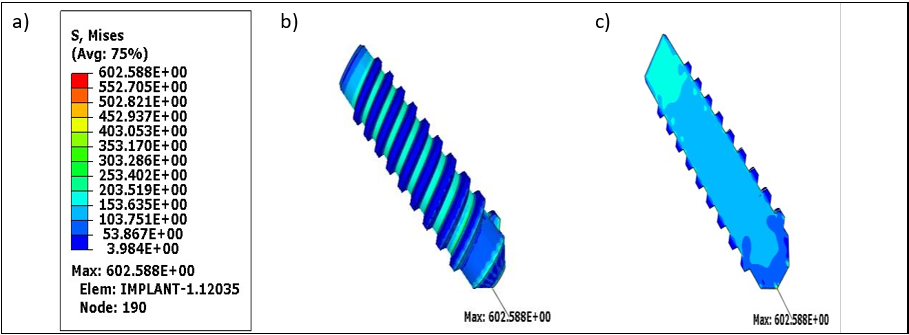 a)
S, Mises
(Avg: 75%)
602.588E+00
552.705E+00
502.821E+00
452.937E+00
403.053E+00
353.170E+00
303.286E+00
253.402E+00
203.519E+00
153.635E+00
103.751E+00
53.867E+00
3.984E+00
Max: 602.588E+00
Elem: IMPLANT-1.12035
Node: 190
b)
Max: 602.588E+00
c)
Max: 602.588E+00